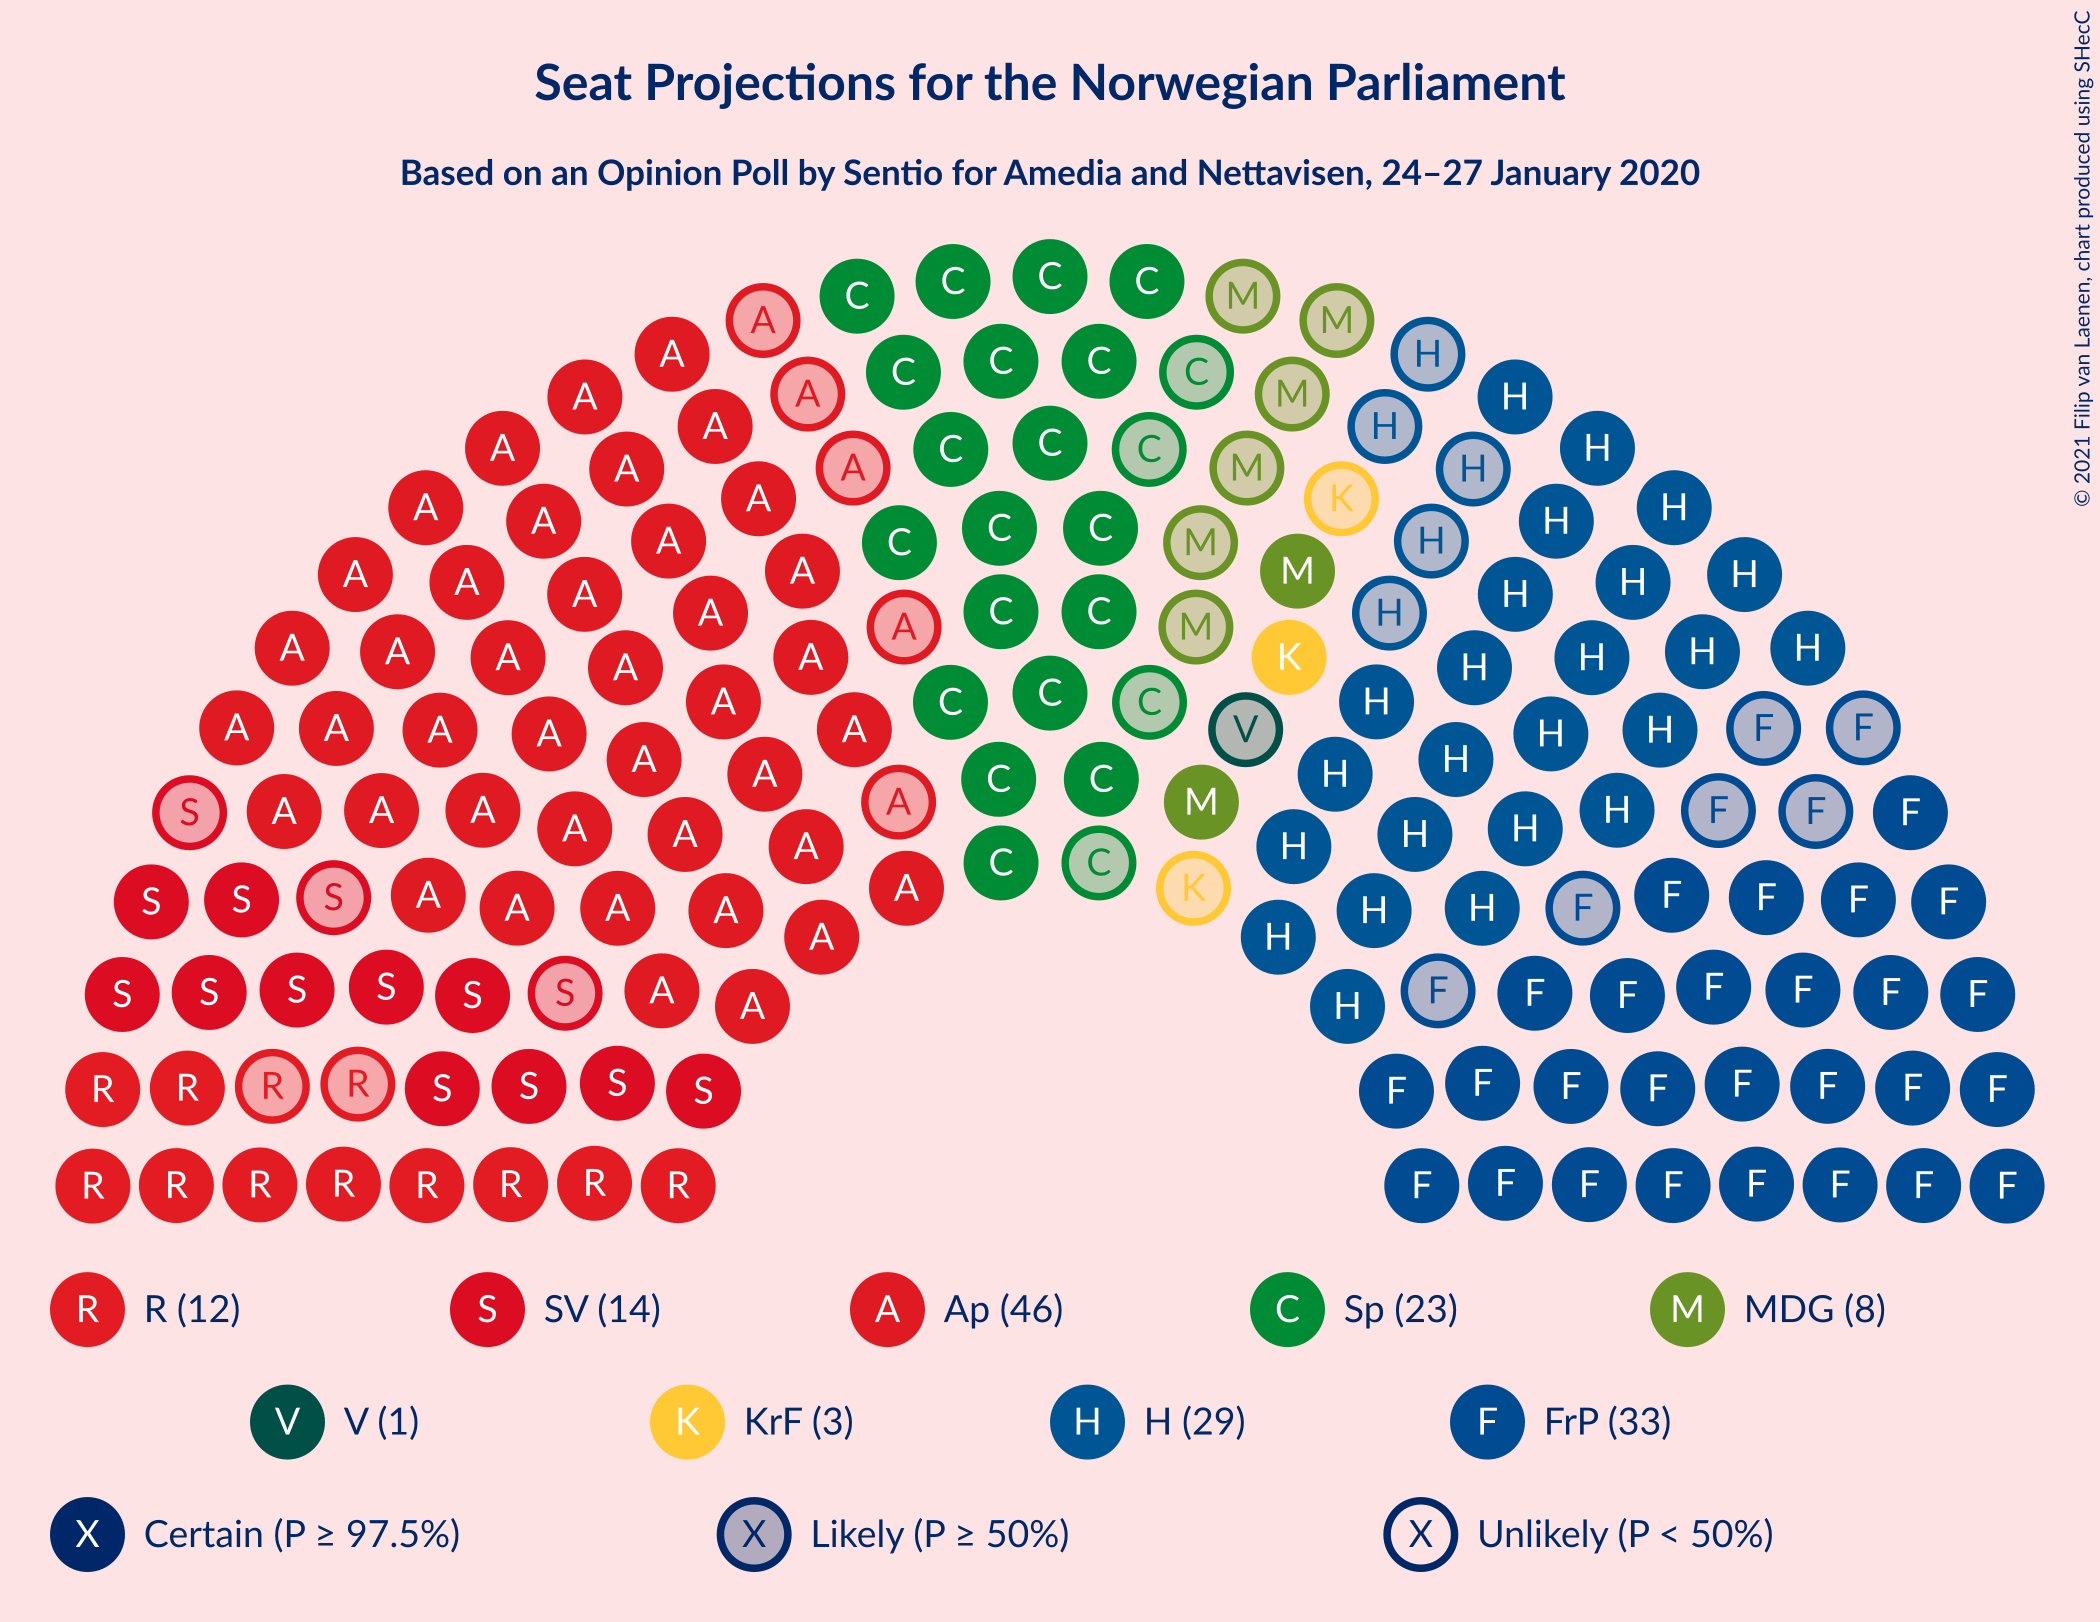 Seat Projections for the Norwegian Parliament
Based on an Opinion Poll by Sentio for Amedia and Nettavisen, 24–27 January 2020
© 2021 Filip van Laenen, chart produced using SHecC
C C C C M M
A C C C C M H
A A C C C M H H
A A A C C C M K H H
A A A A A C C M M H H H
A A A A A A C C C M K H H H H
A A A A A A A V H H H H H
A A A A A A A C C M H H H H F F
S A A A A A A C C K H H H H F F F
S S S A A A A A A H H H F F F F F
S S S S S S A A H F F F F F F F
R R R R S S S S F F F F F F F F
R R R R R R R R F F F F F F F F
R R (12) S SV (14) A Ap (46) C Sp (23) M MDG (8)
V V (1) K KrF (3) H H (29) F FrP (33)
X Certain (P ≥ 97.5%) X Likely (P ≥ 50%) X Unlikely (P < 50%)